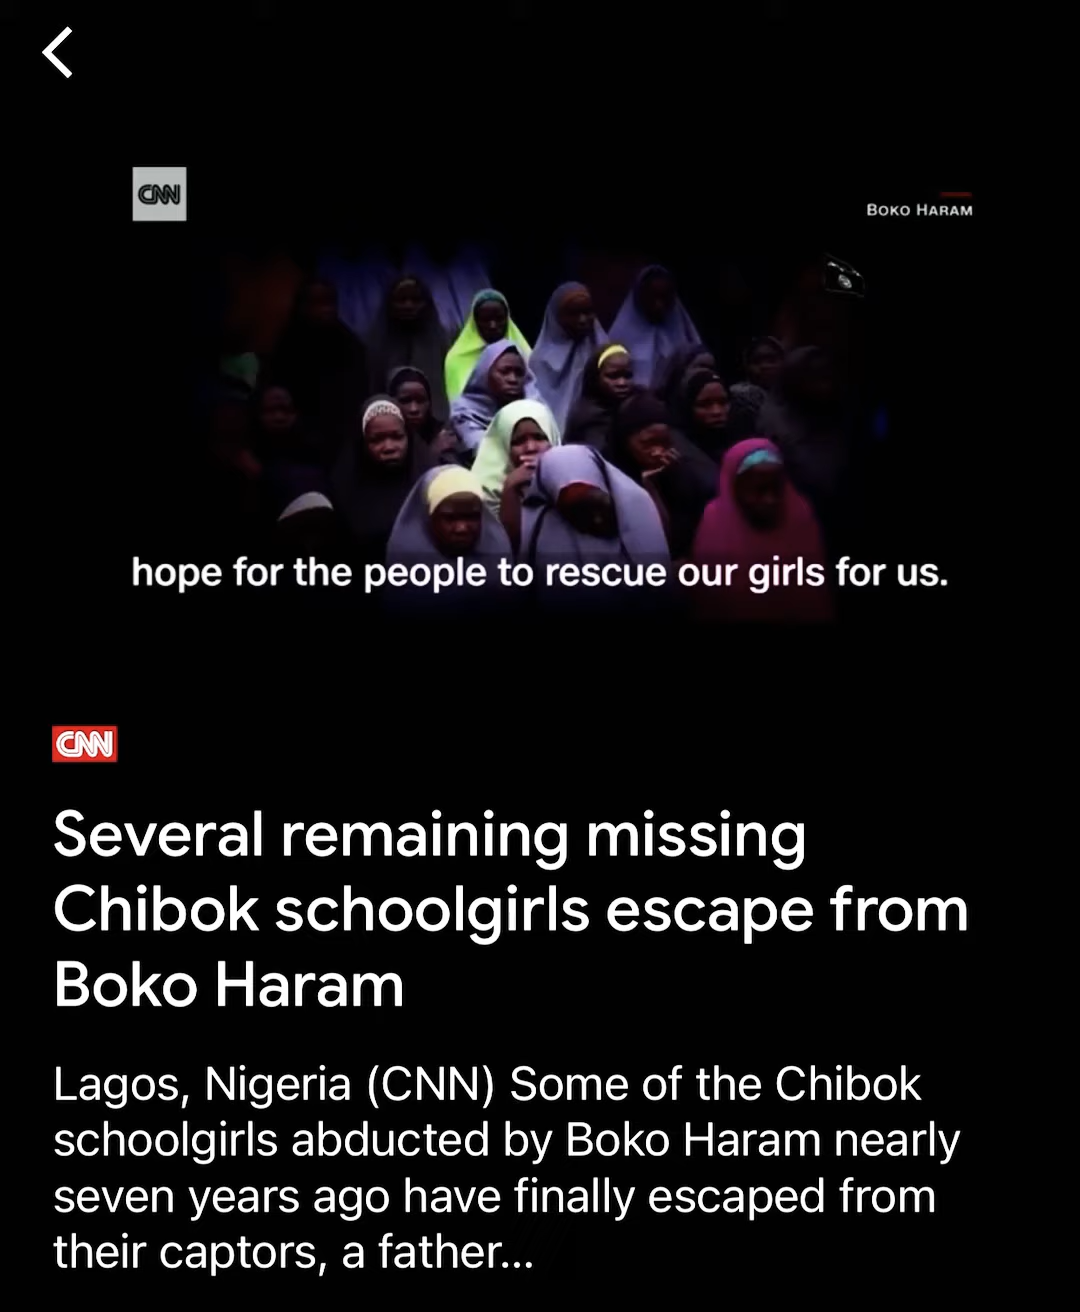 CNN
BOKO HARAM
hope for the people to rescue our girls for us.
CNN
Several remaining missing
Chibok schoolgirls escape from
Boko Haram
Lagos, Nigeria (CNN) Some of the Chibok
schoolgirls abducted by Boko Haram nearly
seven years ago have finally escaped from
their captors, a father...